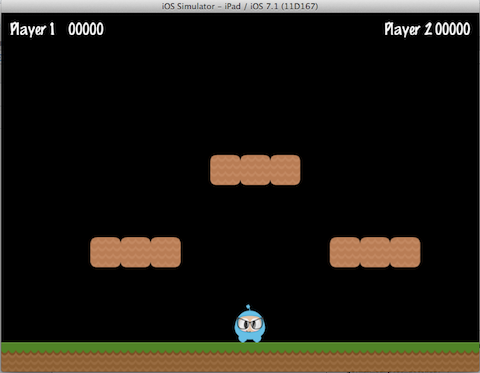 iOS Simulator - iPad / iOS 7.1 (11D167)
Player 1 00000 Player 2 00000